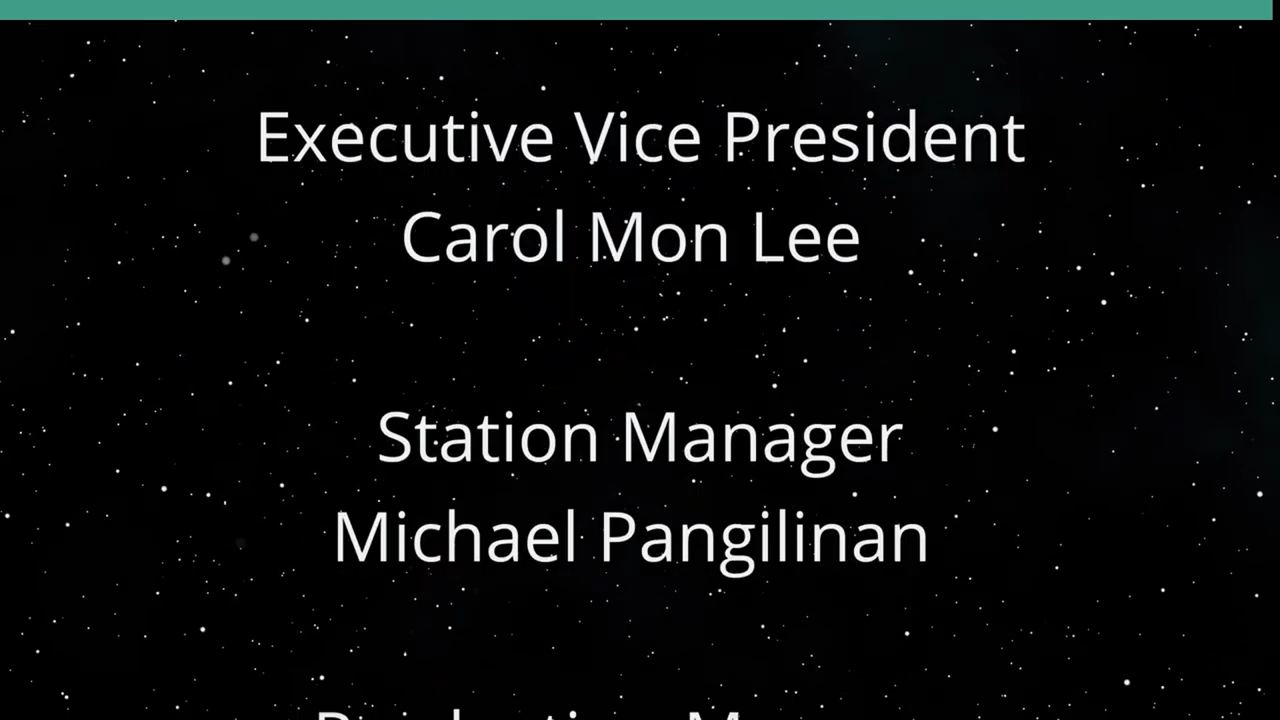 Executive Vice President
Carol Mon Lee
Station Manager
Michael Pangilinan